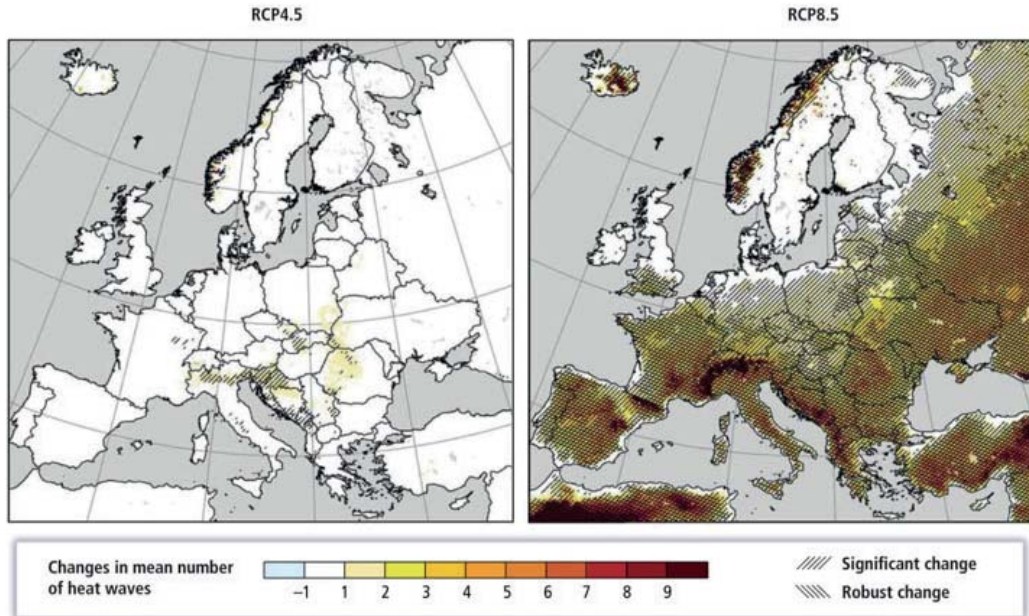 RCP4.5
RCP8.5
Changes in mean number
of heat waves
–1 1 2 3 4 5 6 7 8 9
Significant change
Robust change